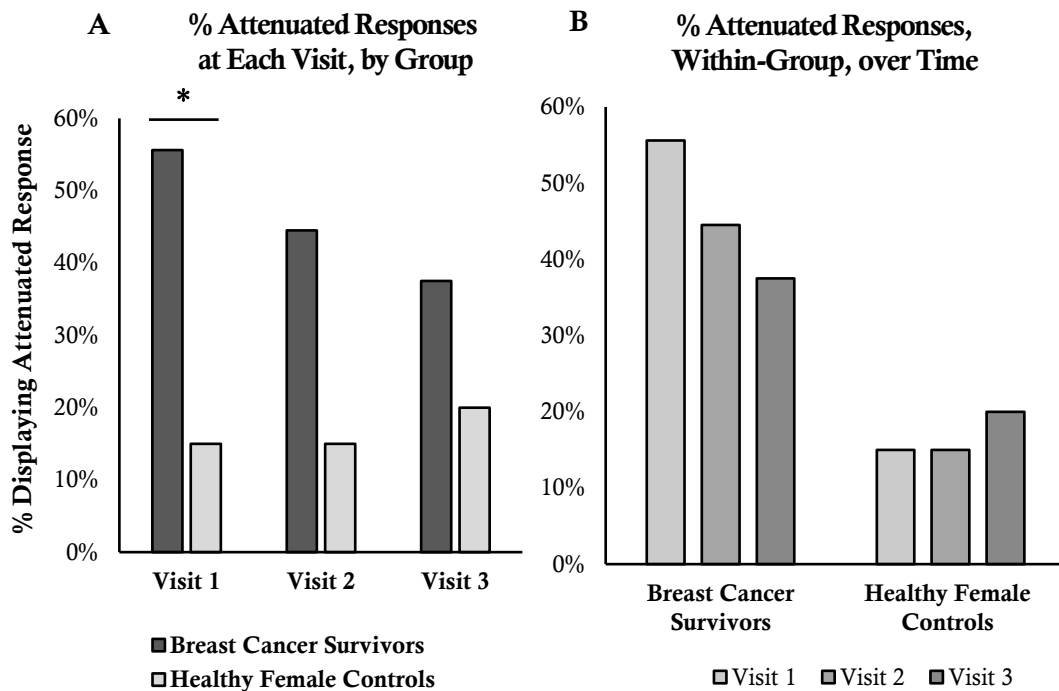 A
% Attenuated Responses
at Each Visit, by Group
*
% Displaying Attenuated Response
60%
50%
40%
30%
20%
10%
0%
Visit 1 Visit 2 Visit 3
Breast Cancer Survivors
Healthy Female Controls
B
% Attenuated Responses,
Within-Group, over Time
60%
50%
40%
30%
20%
10%
0%
Breast Cancer
Survivors
Healthy Female
Controls
Visit 1 Visit 2 Visit 3